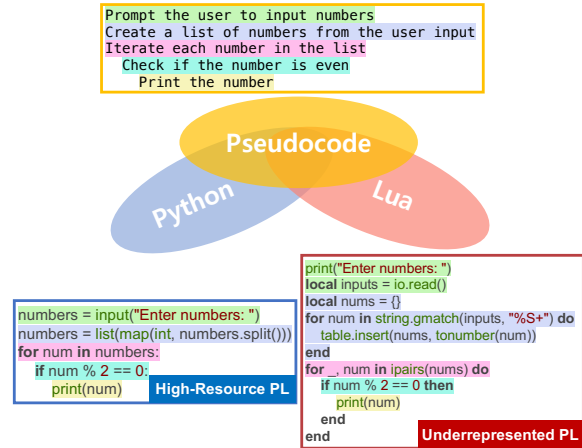 Prompt the user to input numbers
Create a list of numbers from the user input
Iterate each number in the list
Check if the number is even
Print the number
Pseudocode
Python
Lua
numbers = input("Enter numbers: ")
numbers = list(map(int, numbers.split()))
for num in numbers:
if num % 2 == 0:
print(num)
High-Resource PL
print("Enter numbers: ")
local inputs = io.read()
local nums = {}
for num in string.gmatch(inputs, "%S+") do
table.insert(nums, tonumber(num))
end
for _, num in ipairs(nums) do
if num % 2 == 0 then
print(num)
end
end
Underrepresented PL